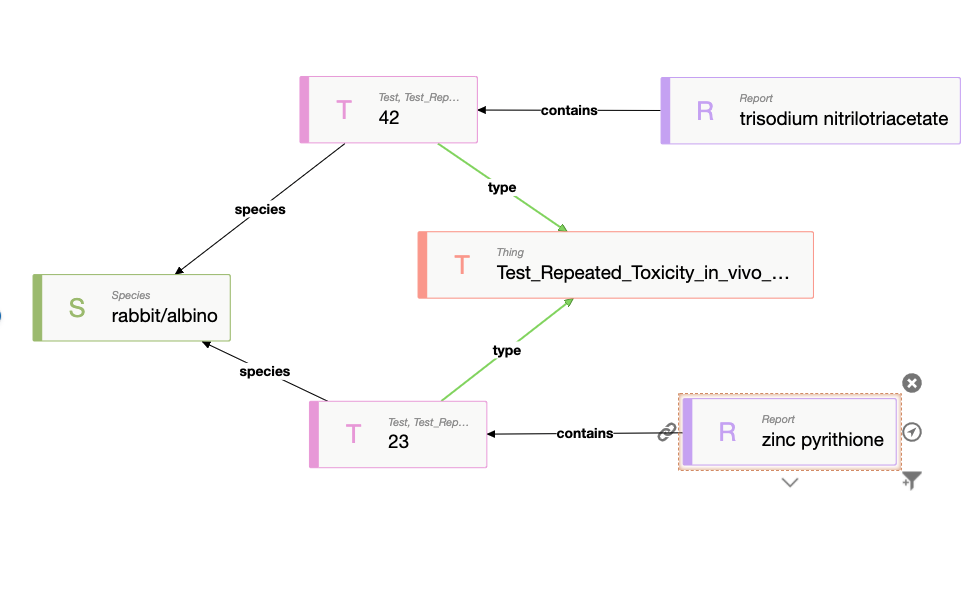 T
Test, Test_Rep...
42
contains
R
Report
trisodium nitrilotriacetate
type
species
T
Thing
Test_Repeated_Toxicity_in_vivo_...
S
Species
rabbit/albino
type
species
T
Test, Test_Rep...
23
contains
R
Report
zinc pyrithione